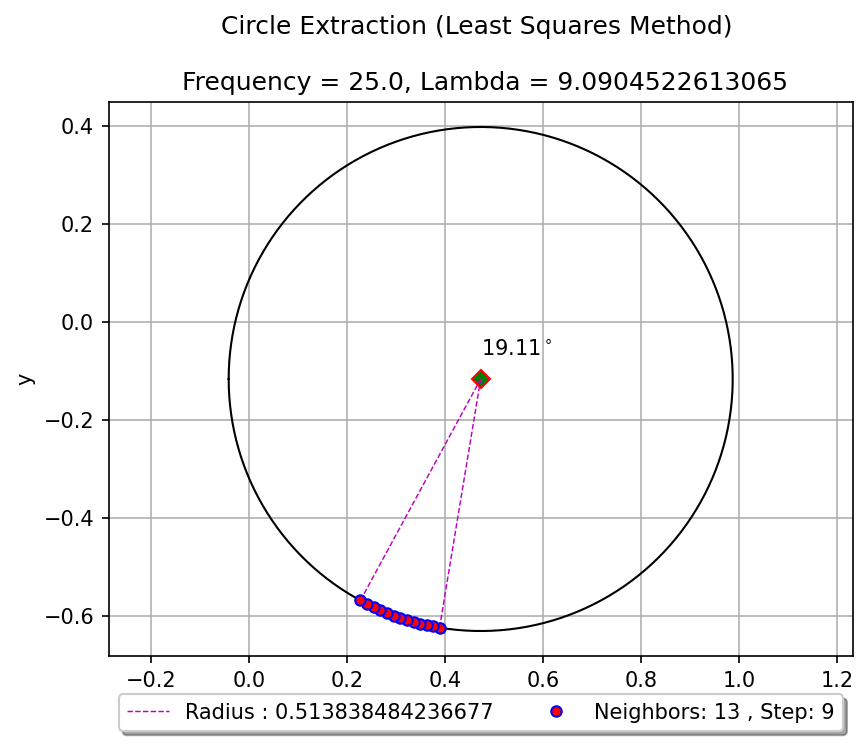 Circle Extraction (Least Squares Method)
Frequency = 25.0, Lambda = 9.0904522613065
0.4
0.2
0.0
−0.2
−0.4
−0.6
y
19.11°
−0.2 0.0 0.2 0.4 0.6 0.8 1.0 1.2
Radius : 0.513838484236677 Neighbors: 13 , Step: 9